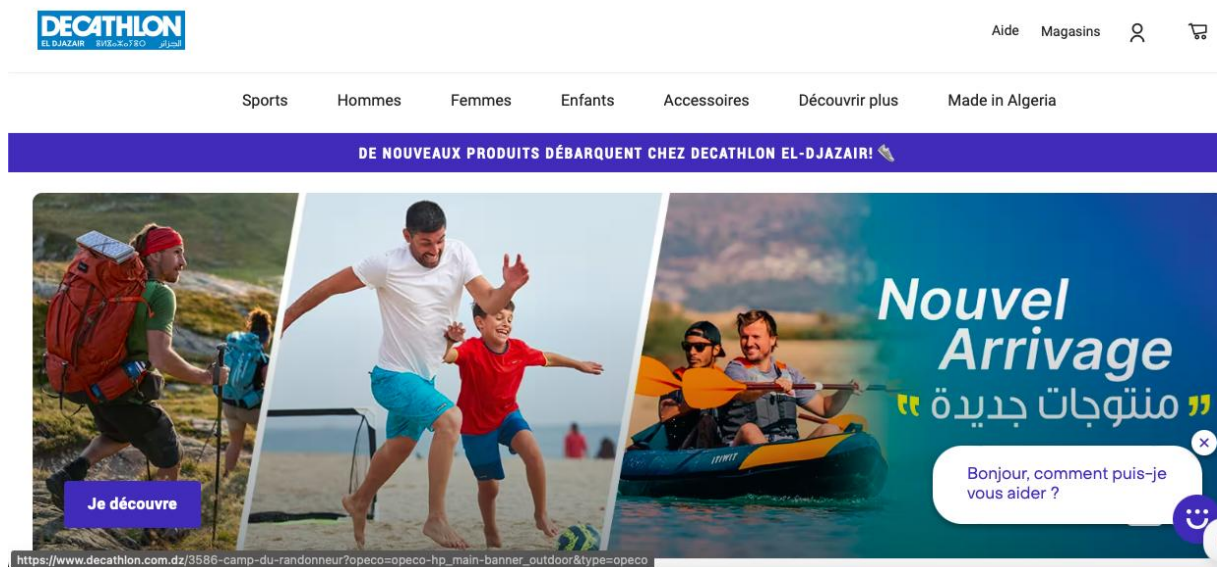 DECATHLON
EL DJAZAIR ⴻⵍⴷⵣⴰⵢⴻⵔ الجزائر
Aide Magasins
Sports Hommes Femmes Enfants Accessoires Découvrir plus Made in Algeria
DE NOUVEAUX PRODUITS DÉBARQUENT CHEZ DECATHLON EL-DJAZAIR!
Nouvel
Arrivage
" منتوجات جديدة "
ITIWIT
Bonjour, comment puis-je
vous aider ?
Je découvre
https://www.decathlon.com.dz/3586-camp-du-randonneur?opeco=opeco-hp_main-banner_outdoor&type=opeco